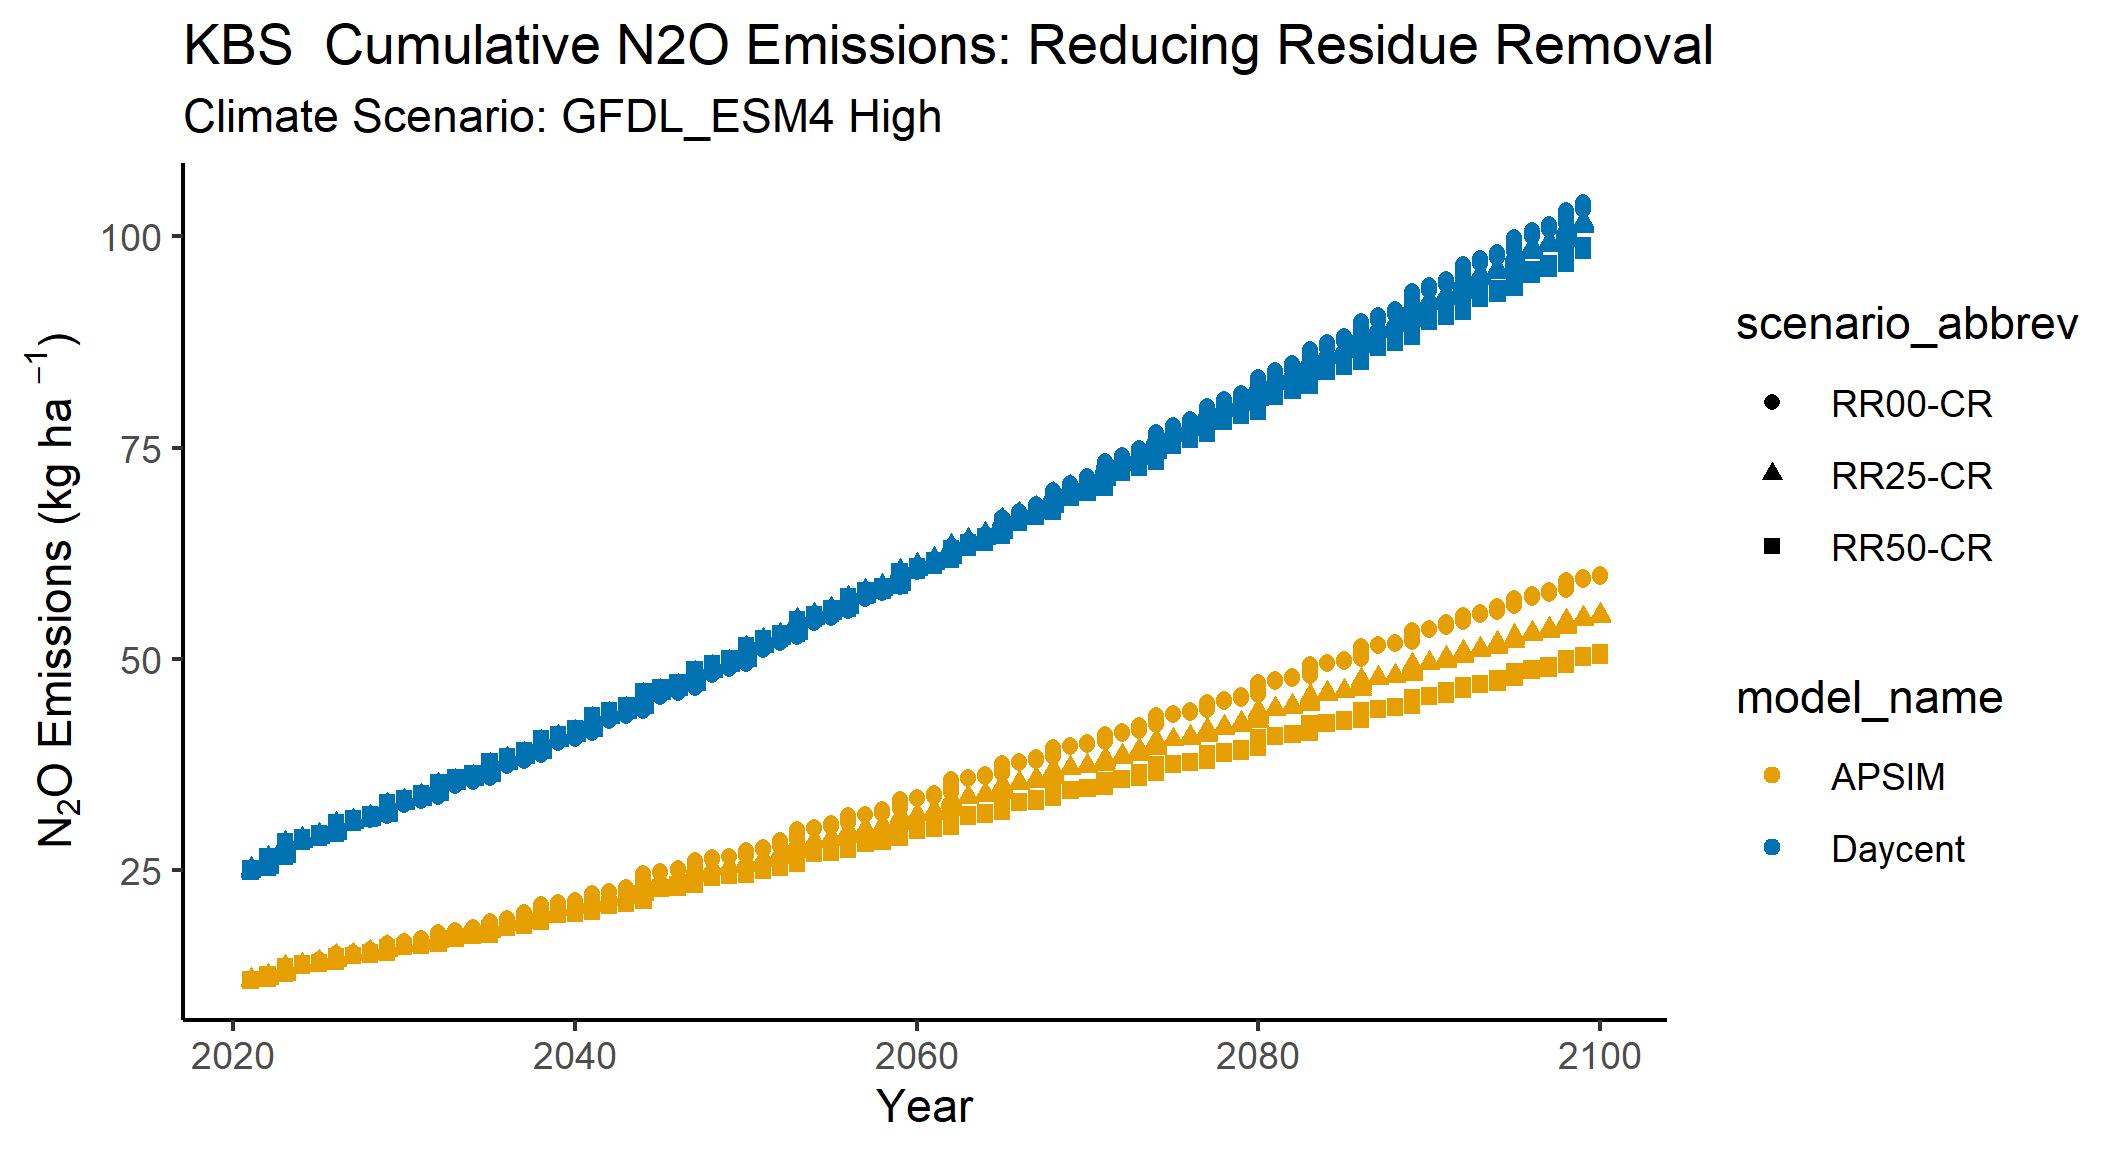 KBS  Cumulative N2O Emissions: Reducing Residue Removal
Climate Scenario: GFDL_ESM4 High
N₂O Emissions (kg ha ⁻¹)
100
75
50
25
2020 2040 2060 2080 2100
Year
scenario_abbrev
RR00-CR
RR25-CR
RR50-CR
model_name
APSIM
Daycent